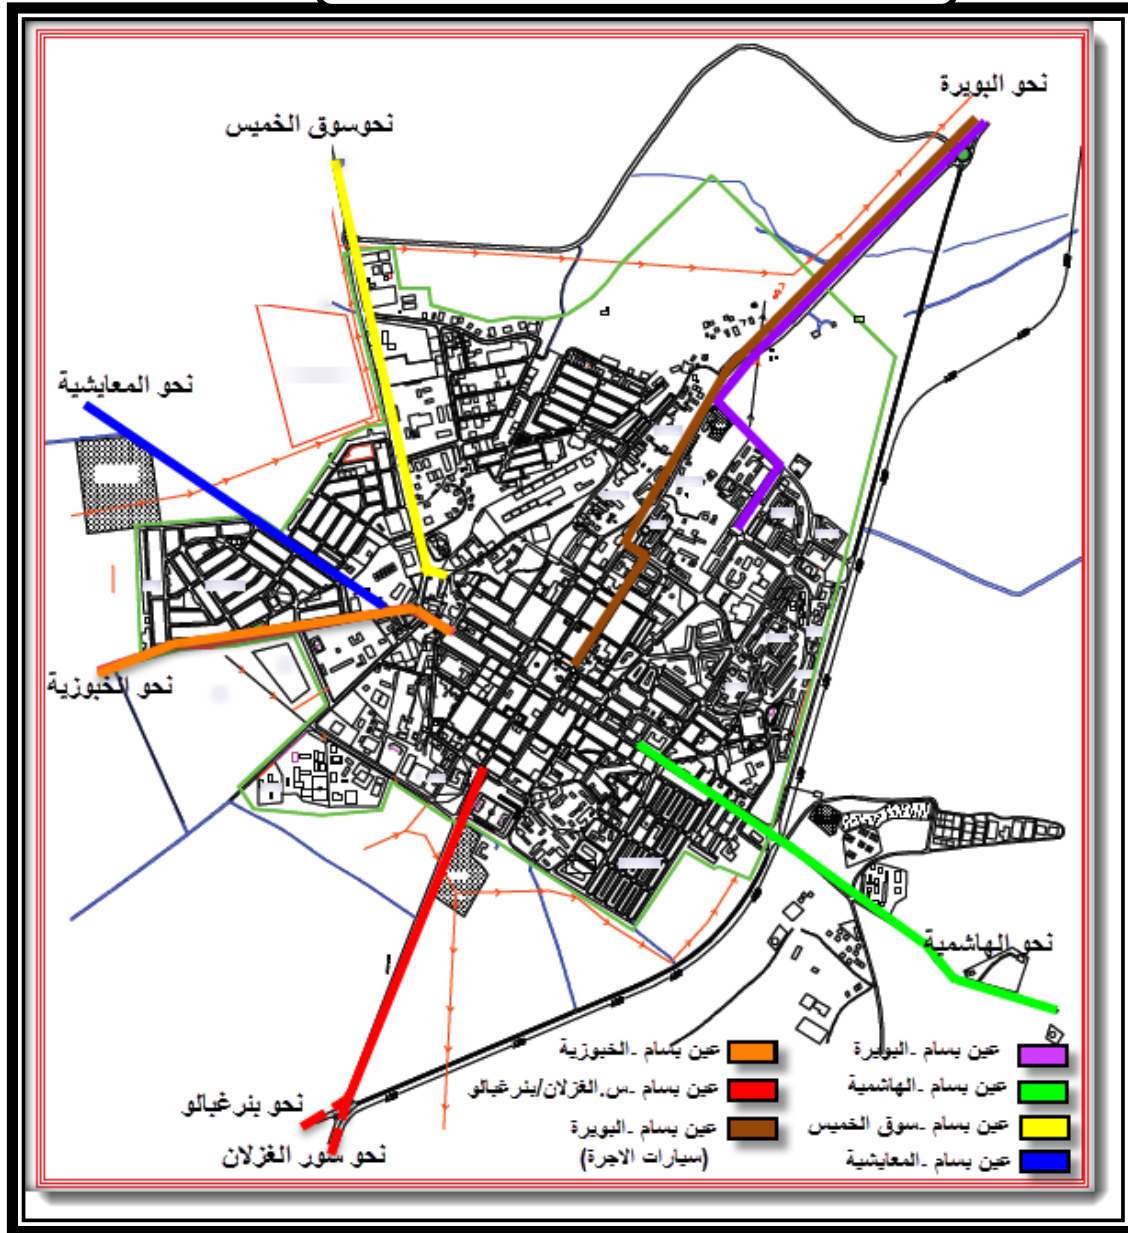 نحو البويرة
نحوسوق الخميس
نحو المعايشية
نحو الخبوزية
نحو الهاشمية
عين بسام -البويرة
عين بسام -الخبوزية
عين بسام -الهاشمية
عين بسام -س.الغزلان/بنرغبالو
عين بسام -سوق الخميس
عين بسام -البويرة
(سيارات الاجرة)
عين بسام -المعايشية
نحو بنرغبالو
نحو سور الغزلان